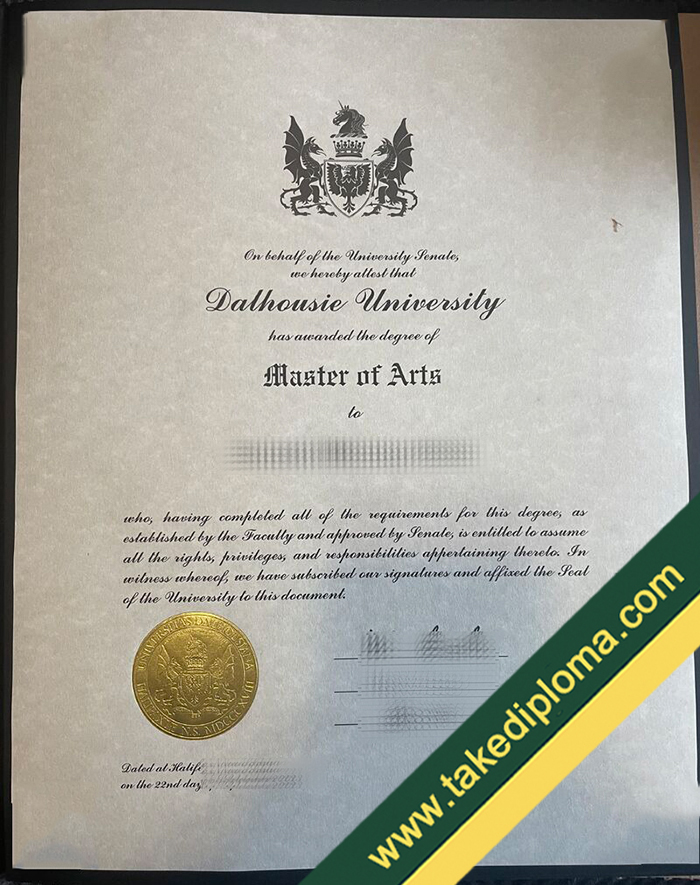 On behalf of the University Senate,
we hereby attest that
Dalhousie University
has awarded the degree of
Master of Arts
to
who, having completed all of the requirements for this degree, as
established by the Faculty and approved by Senate, is entitled to assume
all the rights, privileges, and responsibilities appertaining thereto. In
witness whereof, we have subscribed our signatures and affixed the Seal
of the University to this document.
Dated at
on the 22nd day
www.takediploma.com